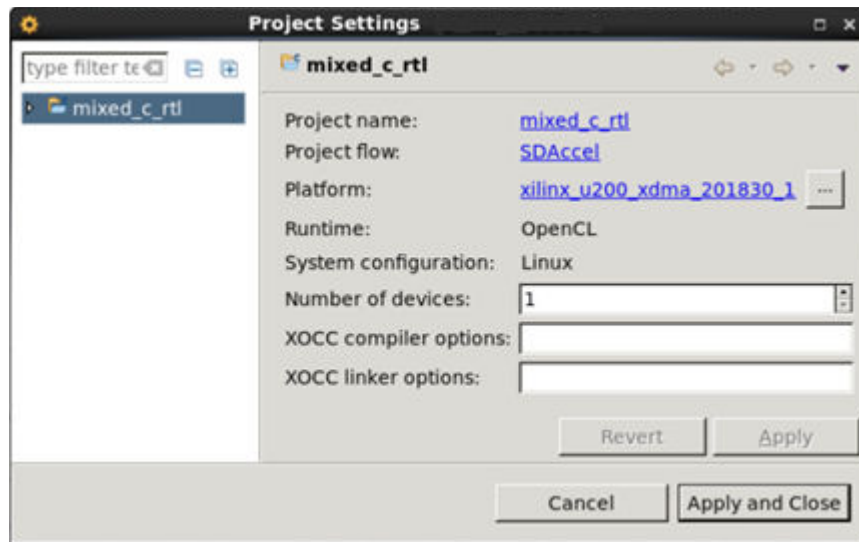 Project Settings
type filter te
mixed_c_rtl
mixed_c_rtl
Project name: mixed_c_rtl
Project flow: SDAccel
Platform: xilinx_u200_xdma_201830_1 ...
Runtime: OpenCL
System configuration: Linux
Number of devices: 1
XOCC compiler options:
XOCC linker options:
Revert Apply
Cancel Apply and Close